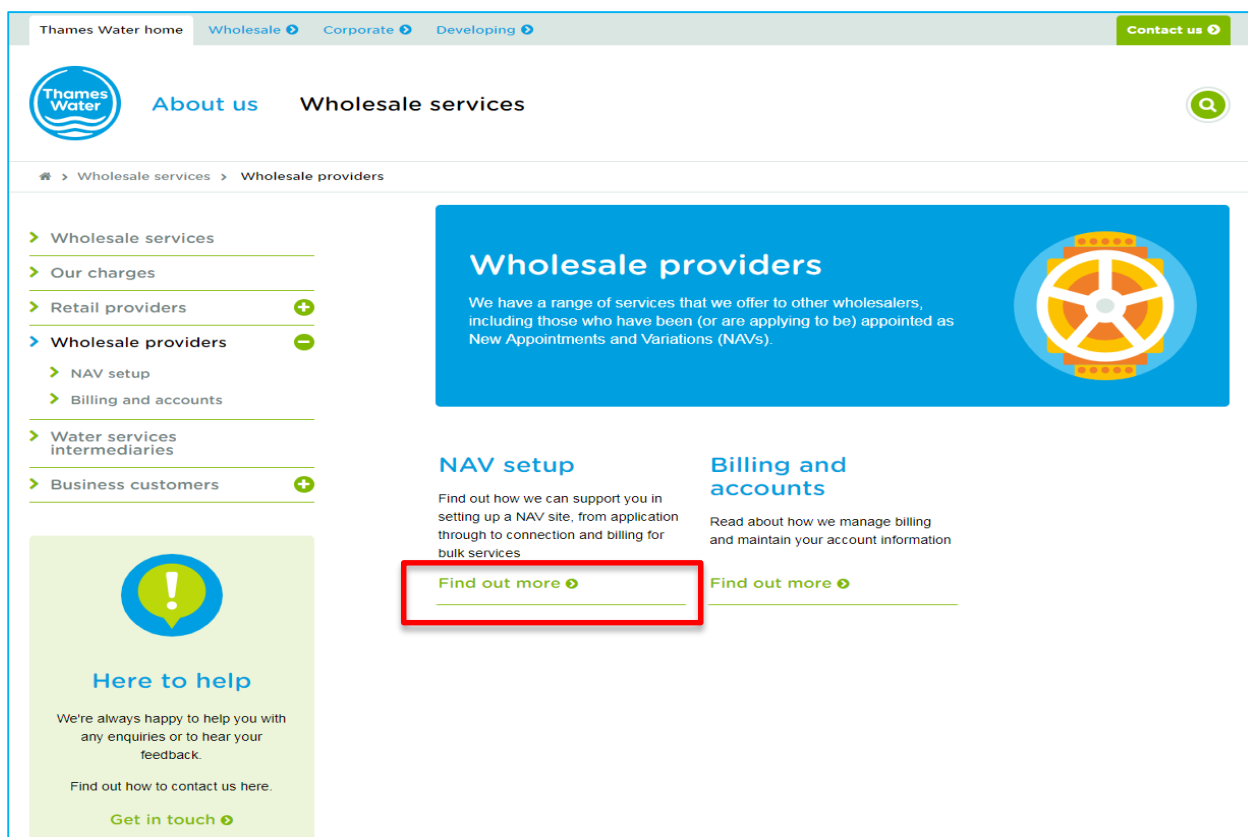 Thames Water home Wholesale Corporate Developing Contact us
Thames
Water
About us Wholesale services
Wholesale services > Wholesale providers
Wholesale services
Our charges
Retail providers
Wholesale providers
NAV setup
Billing and accounts
Water services
intermediaries
Business customers
Here to help
We're always happy to help you with
any enquiries or to hear your
feedback.
Find out how to contact us here.
Get in touch
Wholesale providers
We have a range of services that we offer to other wholesalers,
including those who have been (or are applying to be) appointed as
New Appointments and Variations (NAVs).
NAV setup
Find out how we can support you in
setting up a NAV site, from application
through to connection and billing for
bulk services
Find out more
Billing and
accounts
Read about how we manage billing
and maintain your account information
Find out more